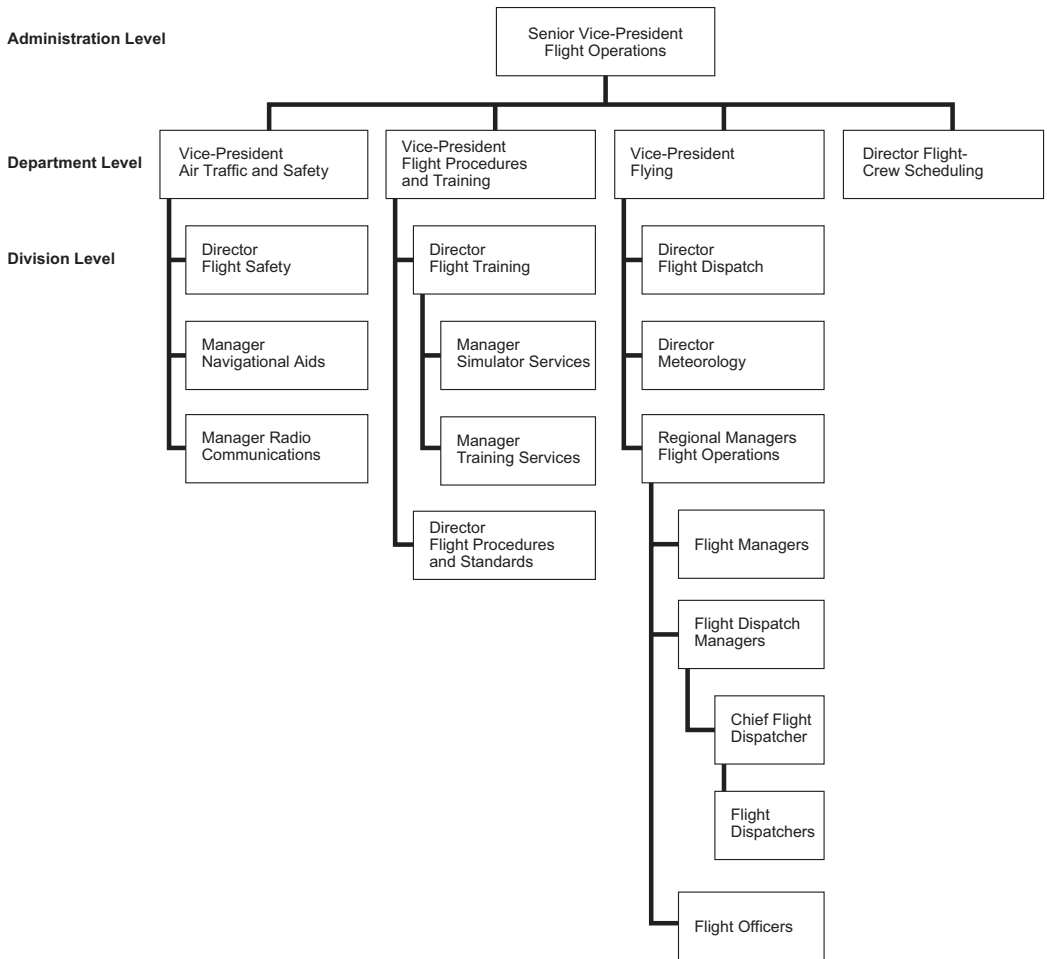 Administration Level
Senior Vice-President
Flight Operations
Department Level
Vice-President
Air Traffic and Safety
Vice-President
Flight Procedures
and Training
Vice-President
Flying
Director Flight-
Crew Scheduling
Division Level
Director
Flight Safety
Manager
Navigational Aids
Manager Radio
Communications
Director
Flight Training
Manager
Simulator Services
Manager
Training Services
Director
Flight Procedures
and Standards
Director
Flight Dispatch
Director
Meteorology
Regional Managers
Flight Operations
Flight Managers
Flight Dispatch
Managers
Chief Flight
Dispatcher
Flight
Dispatchers
Flight Officers